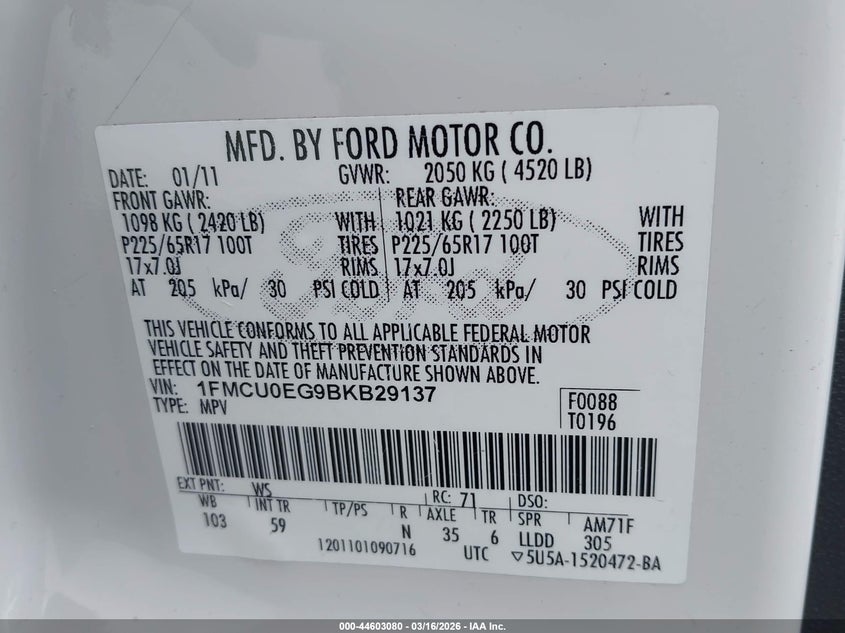 MFD. BY FORD MOTOR CO.
DATE: 01/11 GVWR: 2050 KG ( 4520 LB)
FRONT GAWR: REAR GAWR:
1098 KG (2420 LB) WITH 1021 KG ( 2250 LB) WITH
P225/65R17 100T TIRES P225/65R17 100T TIRES
17x7.0J RIMS 17x7.0J RIMS
AT 205 kPa/ 30 PSI COLD AT 205 kPa/ 30 PSI COLD
THIS VEHICLE CONFORMS TO ALL APPLICABLE FEDERAL MOTOR
VEHICLE SAFETY AND THEFT PREVENTION STANDARDS IN
EFFECT ON THE DATE OF MANUFACTURE SHOWN ABOVE.
VIN: 1FMCU0EG9BKB29137
TYPE: MPV
F0088
T0196
EXT PNT: WS RC: 71 DSO:
WB INT TR TP/PS R AXLE TR SPR AM71F
103 59 N 35 6 LLDD 305
1201101090716 UTC ▽5U5A-1520472-BA
Ford
000-44603080 - 03/16/2026 - IAA Inc.